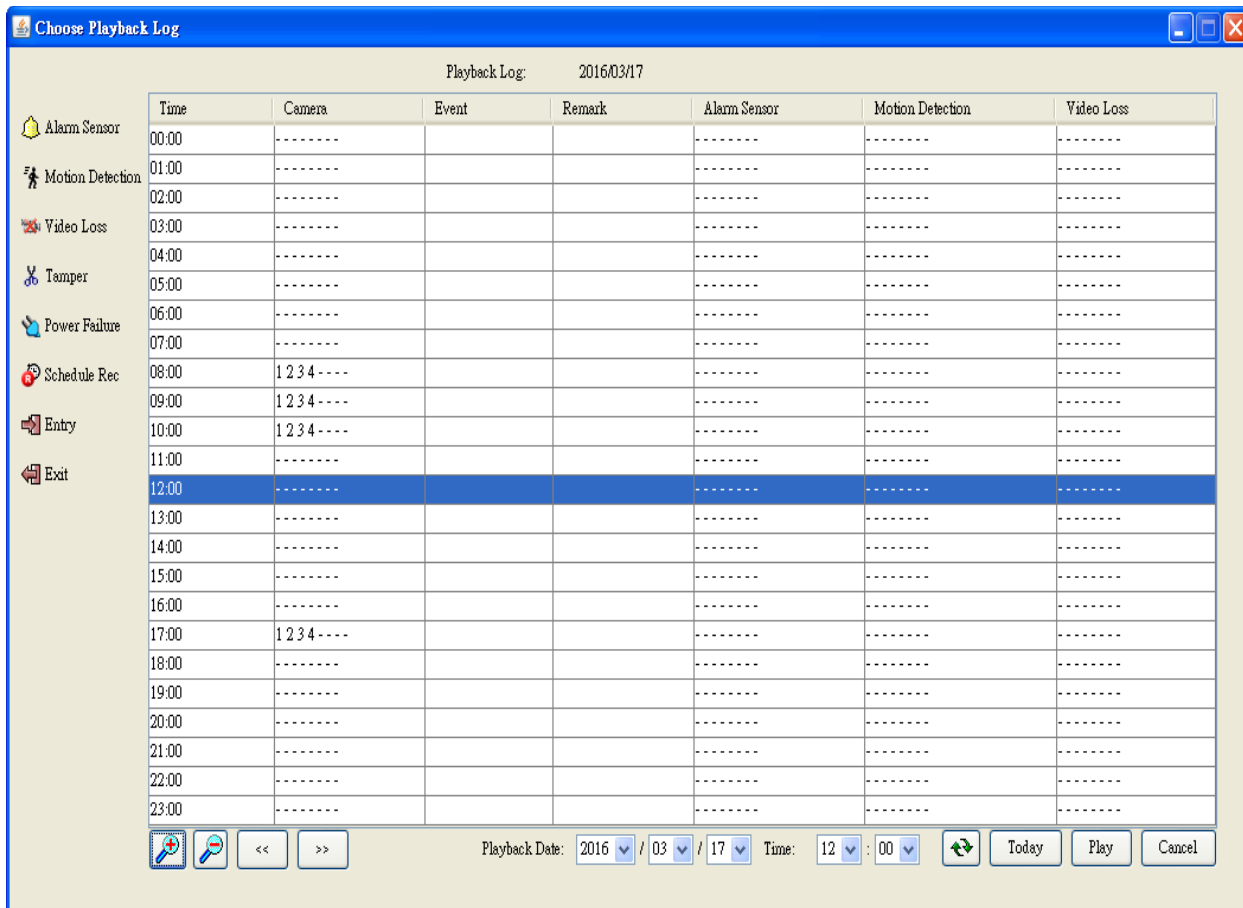 Choose Playback Log
Playback Log: 2016/03/17
Time Camera Event Remark Alarm Sensor Motion Detection Video Loss
Alarm Sensor
Motion Detection
Video Loss
Tamper
Power Failure
Schedule Rec
Entry
Exit
00:00 - - - - - - - - - - - - - - - - - - - - - - - - - - - - - - - -
01:00 - - - - - - - - - - - - - - - - - - - - - - - - - - - - - - - -
02:00 - - - - - - - - - - - - - - - - - - - - - - - - - - - - - - - -
03:00 - - - - - - - - - - - - - - - - - - - - - - - - - - - - - - - -
04:00 - - - - - - - - - - - - - - - - - - - - - - - - - - - - - - - -
05:00 - - - - - - - - - - - - - - - - - - - - - - - - - - - - - - - -
06:00 - - - - - - - - - - - - - - - - - - - - - - - - - - - - - - - -
07:00 - - - - - - - - - - - - - - - - - - - - - - - - - - - - - - - -
08:00 1 2 3 4 - - - - - - - - - - - - - - - - - - - - - - - - - - - -
09:00 1 2 3 4 - - - - - - - - - - - - - - - - - - - - - - - - - - - -
10:00 1 2 3 4 - - - - - - - - - - - - - - - - - - - - - - - - - - - -
11:00 - - - - - - - - - - - - - - - - - - - - - - - - - - - - - - - -
12:00 - - - - - - - - - - - - - - - - - - - - - - - - - - - - - - - -
13:00 - - - - - - - - - - - - - - - - - - - - - - - - - - - - - - - -
14:00 - - - - - - - - - - - - - - - - - - - - - - - - - - - - - - - -
15:00 - - - - - - - - - - - - - - - - - - - - - - - - - - - - - - - -
16:00 - - - - - - - - - - - - - - - - - - - - - - - - - - - - - - - -
17:00 1 2 3 4 - - - - - - - - - - - - - - - - - - - - - - - - - - - -
18:00 - - - - - - - - - - - - - - - - - - - - - - - - - - - - - - - -
19:00 - - - - - - - - - - - - - - - - - - - - - - - - - - - - - - - -
20:00 - - - - - - - - - - - - - - - - - - - - - - - - - - - - - - - -
21:00 - - - - - - - - - - - - - - - - - - - - - - - - - - - - - - - -
22:00 - - - - - - - - - - - - - - - - - - - - - - - - - - - - - - - -
23:00 - - - - - - - - - - - - - - - - - - - - - - - - - - - - - - - -
<< >> Playback Date: 2016 / 03 / 17 Time: 12 : 00 Today Play Cancel